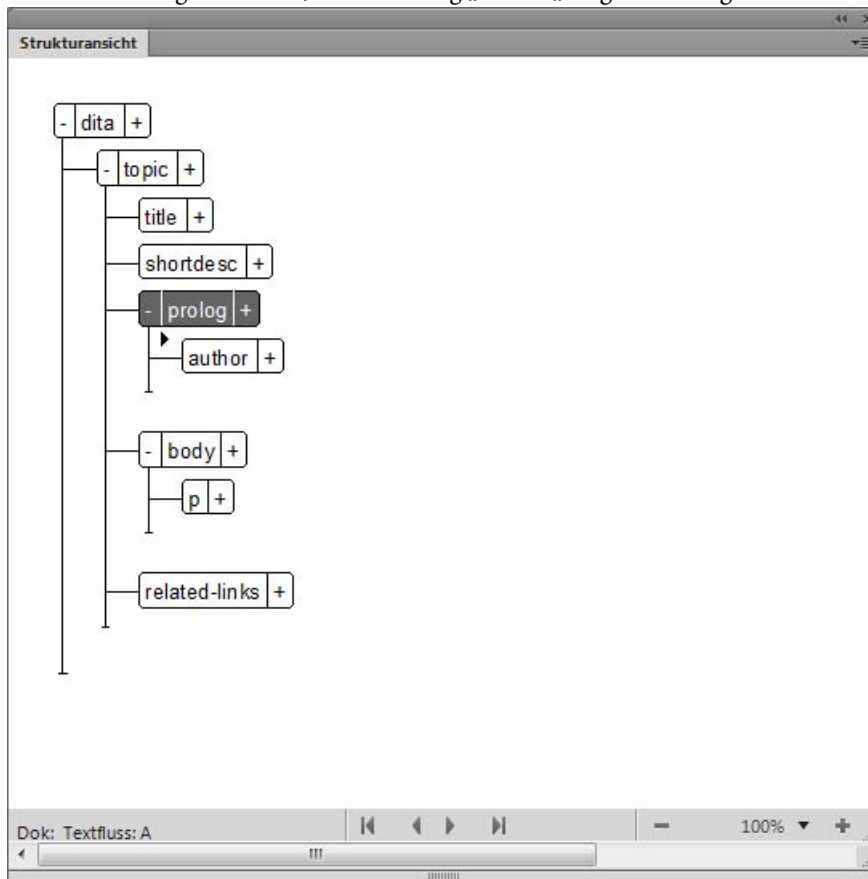 Strukturansicht
- dita +
- topic +
title +
shortdesc +
- prolog +
author +
- body +
p +
related-links +
Dok: Textfluss: A
100%